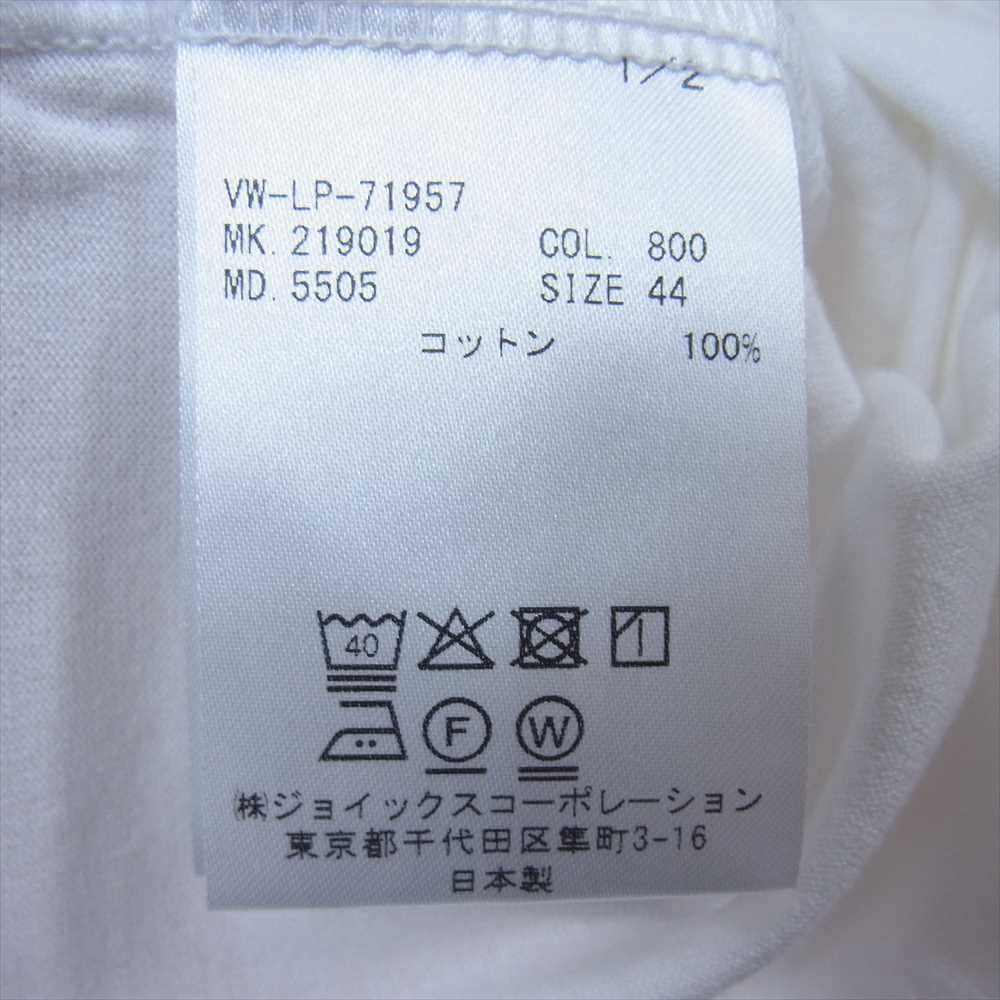 1/2
VW-LP-71957
MK. 219019 COL. 800
MD. 5505 SIZE 44
コットン 100%
40
F W
㈱ジョイックスコーポレーション
東京都千代田区隼町3-16
日本製